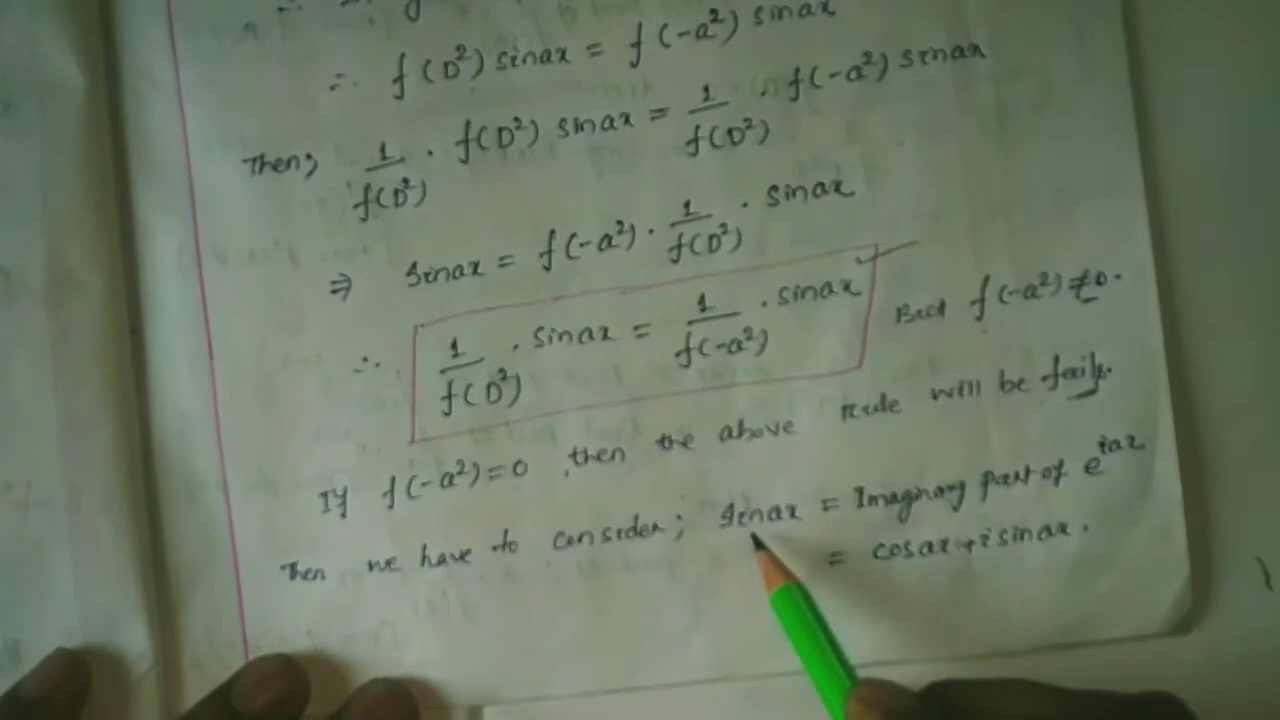 ∴ f(D²) sinax = f(-a²) sinax
Then; 1/f(D²) . f(D²) sinax = 1/f(D²) . f(-a²) sinax
⇒ sinax = f(-a²) . 1/f(D²) . sinax
∴ 1/f(D²) . sinax = 1/f(-a²) . sinax But f(-a²) ≠ 0.
If f(-a²) = 0 , then the above rule will be fails.
Then we have to consider; sinax = Imaginary part of e^iax
= cosax + i sinax.